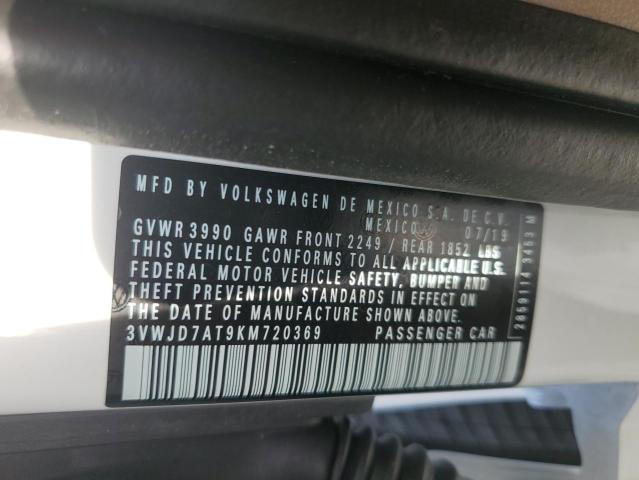 MFD BY VOLKSWAGEN DE MEXICO S.A. DE C.V.
MEXICO 07/19
GVWR 3990 GAWR FRONT 2249 / REAR 1852 LBS
THIS VEHICLE CONFORMS TO ALL APPLICABLE U.S.
FEDERAL MOTOR VEHICLE SAFETY, BUMPER AND
THEFT PREVENTION STANDARDS IN EFFECT ON
THE DATE OF MANUFACTURE SHOWN ABOVE.
3VWJD7AT9KM720369 PASSENGER CAR
2859114 3453 M